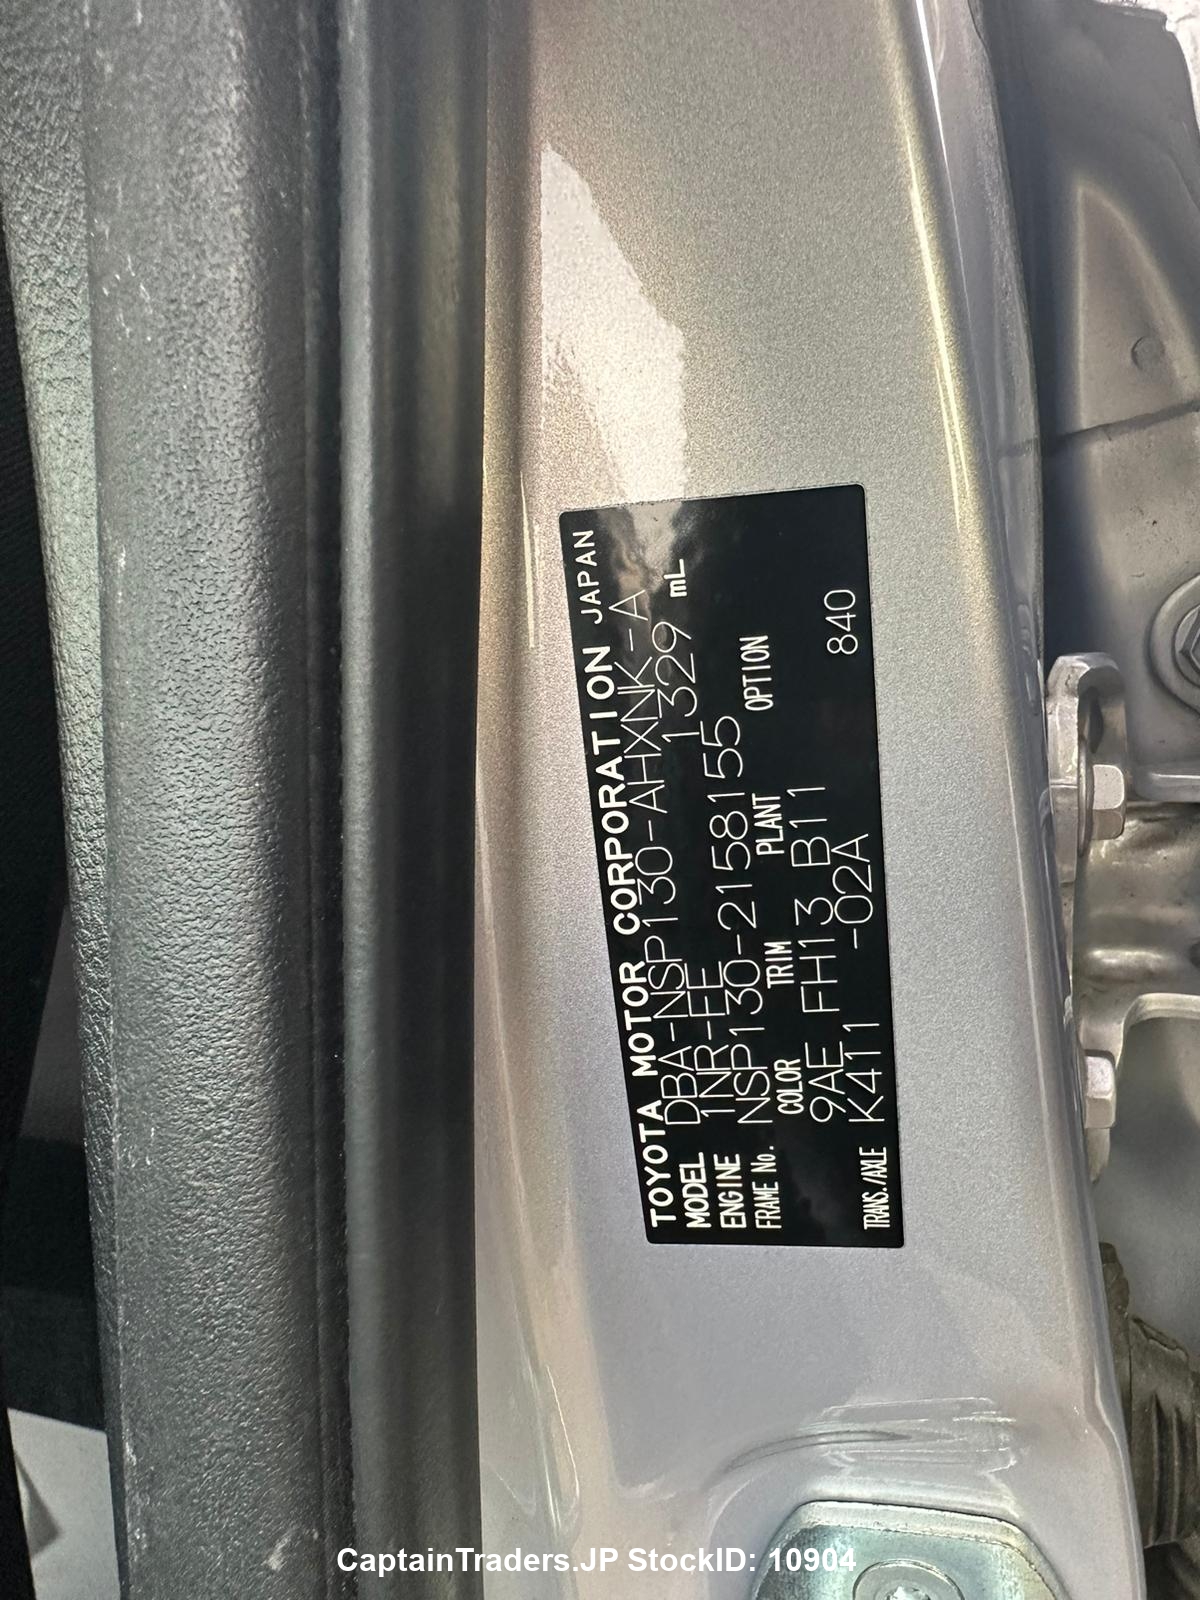 TOYOTA MOTOR CORPORATION JAPAN
MODEL DBA-NSP130-AHXNK-A
ENGINE 1NR-FE 1329 mL
FRAME No. NSP130-2158155
COLOR TRIM PLANT OPTION
9AE FH13 B11 840
TRANS./AXLE K411 -02A
CaptainTraders.JP StockID: 10904